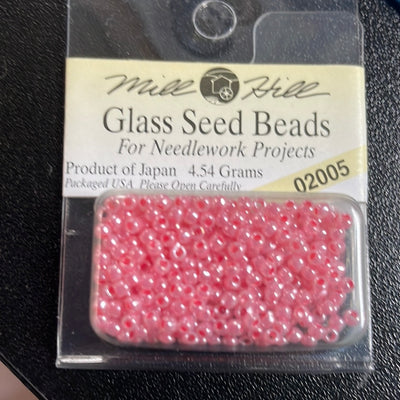 Mill Hill
Glass Seed Beads
For Needlework Projects
Product of Japan 4.54 Grams
Packaged USA Please Open Carefully
02005